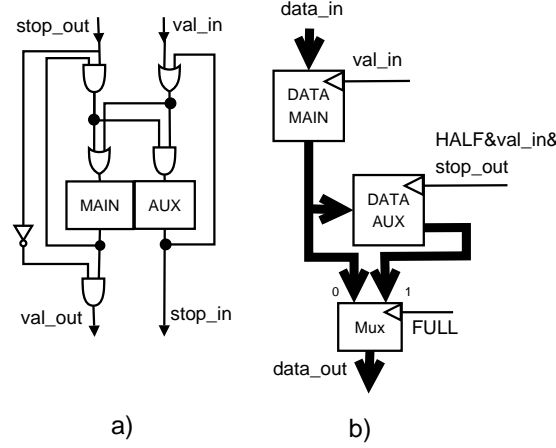 stop_out
val_in
MAIN
AUX
val_out
stop_in
a)
data_in
val_in
DATA
MAIN
HALF&val_in&
stop_out
DATA
AUX
0
1
Mux
FULL
data_out
b)